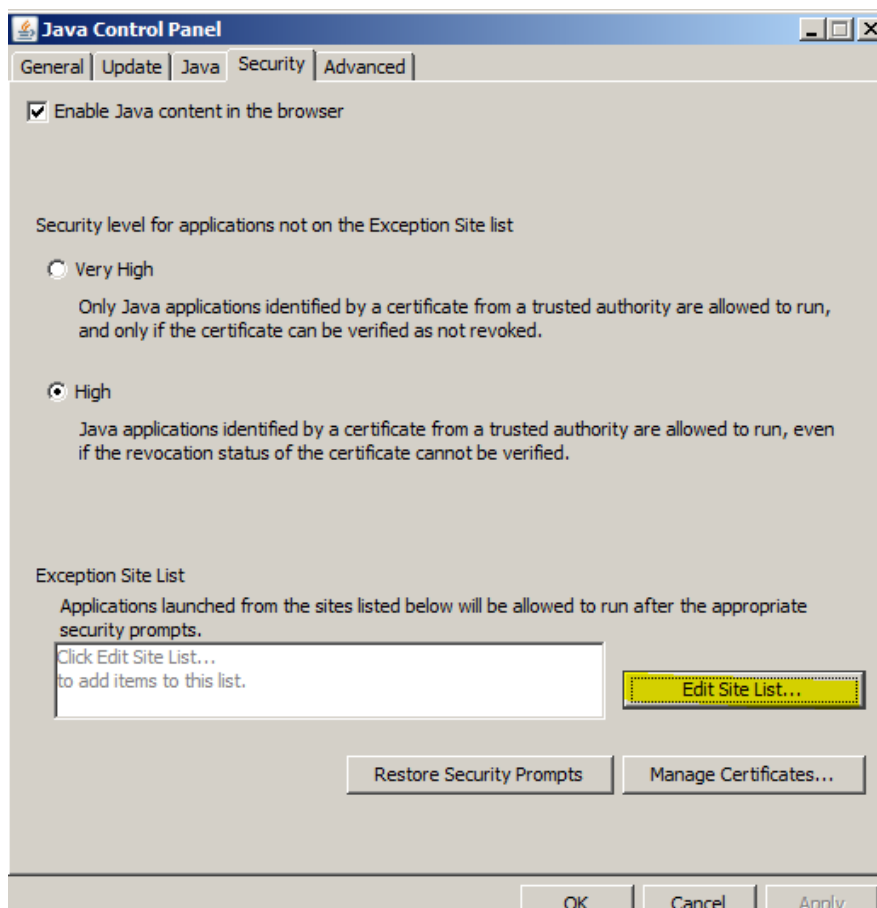 Java Control Panel
General Update Java Security Advanced
Enable Java content in the browser
Security level for applications not on the Exception Site list
Very High
Only Java applications identified by a certificate from a trusted authority are allowed to run,
and only if the certificate can be verified as not revoked.
High
Java applications identified by a certificate from a trusted authority are allowed to run, even
if the revocation status of the certificate cannot be verified.
Exception Site List
Applications launched from the sites listed below will be allowed to run after the appropriate
security prompts.
Click Edit Site List...
to add items to this list.
Edit Site List...
Restore Security Prompts Manage Certificates...
OK Cancel Apply